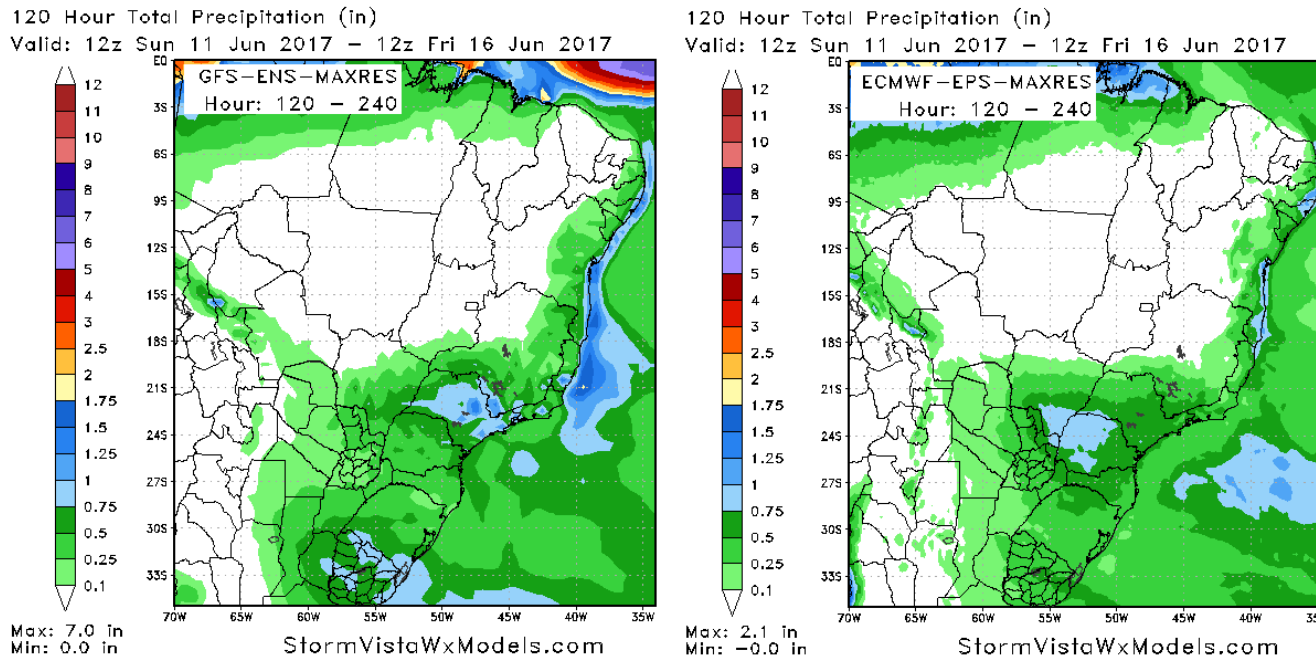 120 Hour Total Precipitation (in)
Valid: 12z Sun 11 Jun 2017 - 12z Fri 16 Jun 2017
GFS-ENS-MAXRES
Hour: 120 - 240
12
11
10
9
8
7
6
5
4
3
2.5
2
1.75
1.5
1.25
1
0.75
0.5
0.25
0.1
EQ
3S
6S
9S
12S
15S
18S
21S
24S
27S
30S
33S
70W
65W
60W
55W
50W
45W
40W
Max: 7.0 in
Min: 0.0 in
StormVistaWxModels.com
120 Hour Total Precipitation (in)
Valid: 12z Sun 11 Jun 2017 - 12z Fri 16 Jun 2017
ECMWF-EPS-MAXRES
Hour: 120 - 240
12
11
10
9
8
7
6
5
4
3
2.5
2
1.75
1.5
1.25
1
0.75
0.5
0.25
0.1
EQ
3S
6S
9S
12S
15S
18S
21S
24S
27S
30S
33S
70W
65W
60W
55W
50W
45W
40W
35
Max: 2.1 in
Min: -0.0 in
StormVistaWxModels.com